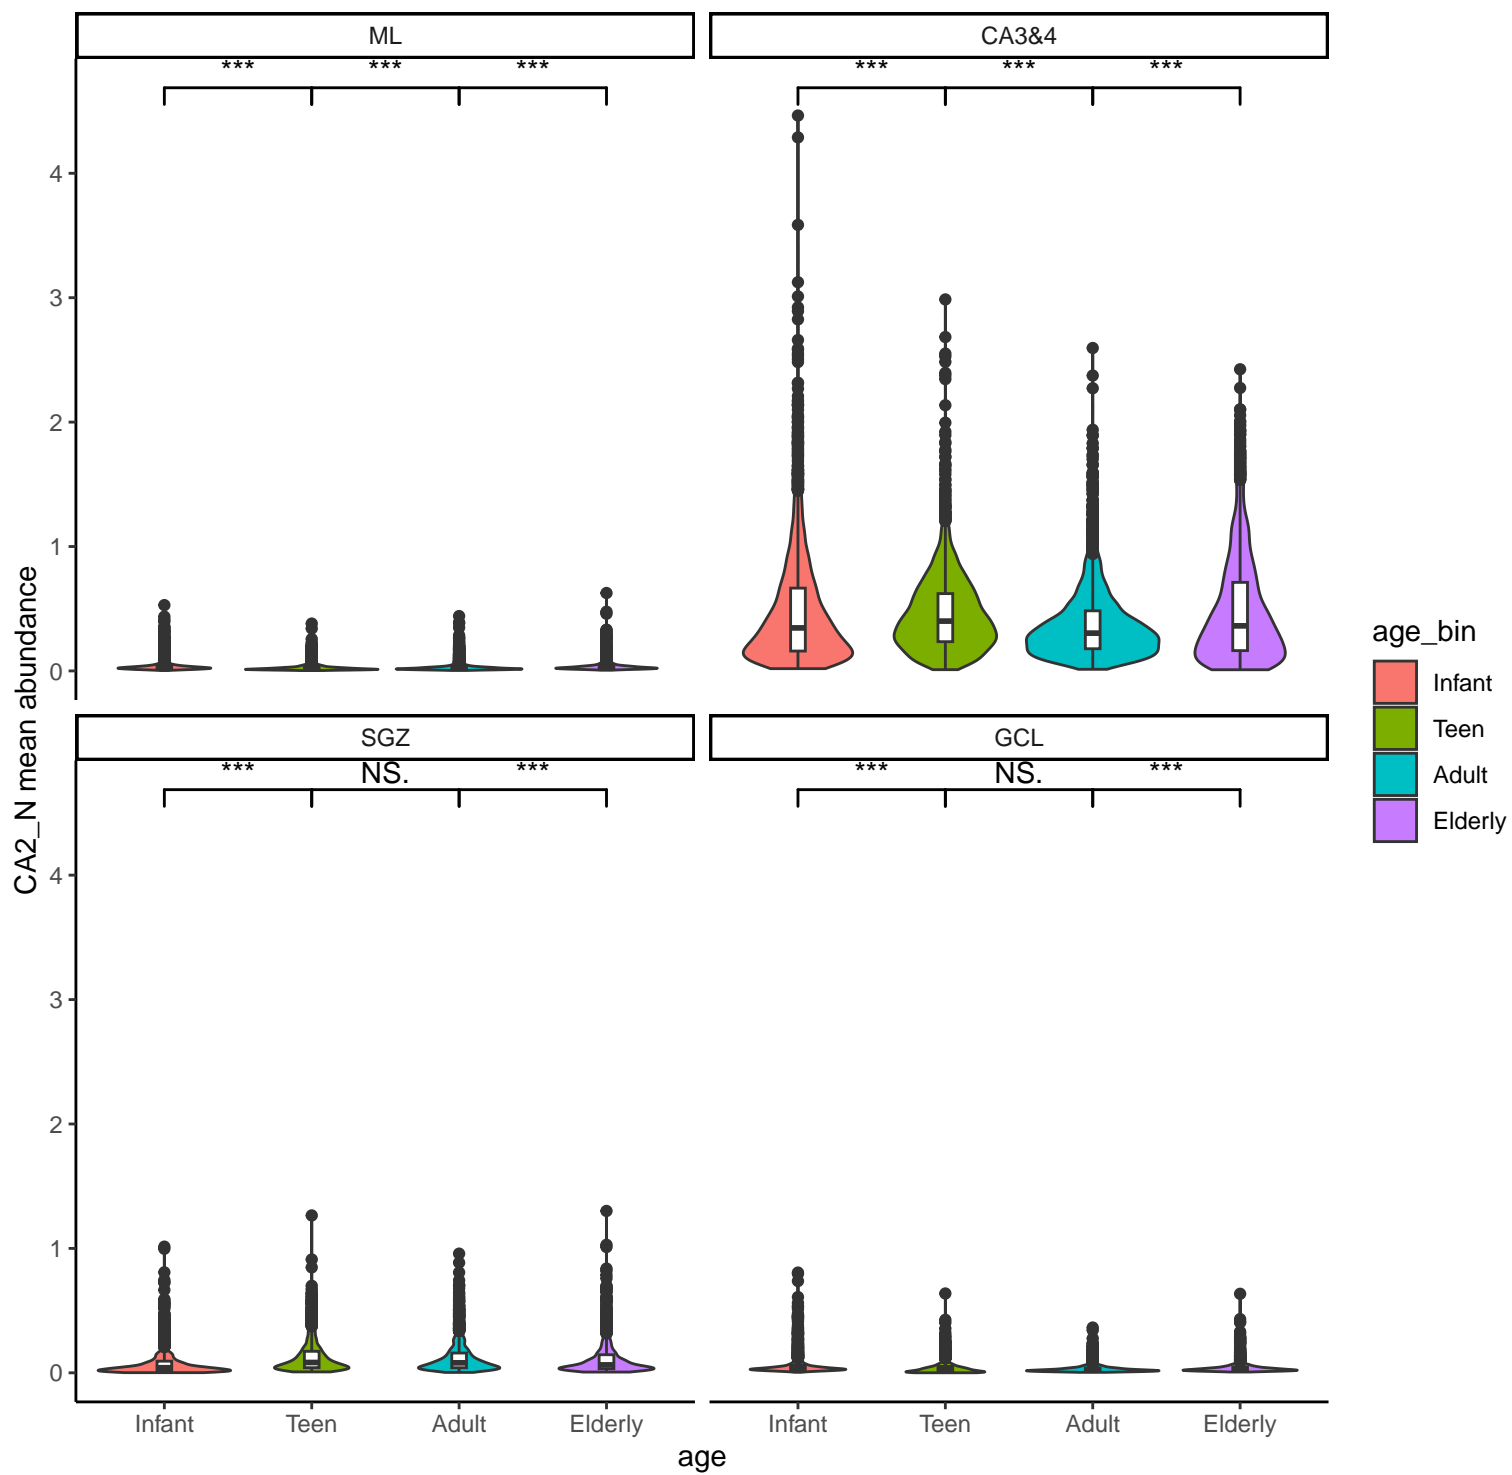 ML
CA3&4
*** *** ***
*** *** ***
4
3
2
1
0
SGZ
GCL
*** NS. ***
*** NS. ***
4
3
2
1
0
Infant Teen Adult Elderly
Infant Teen Adult Elderly
age
CA2_N mean abundance
age_bin
Infant
Teen
Adult
Elderly